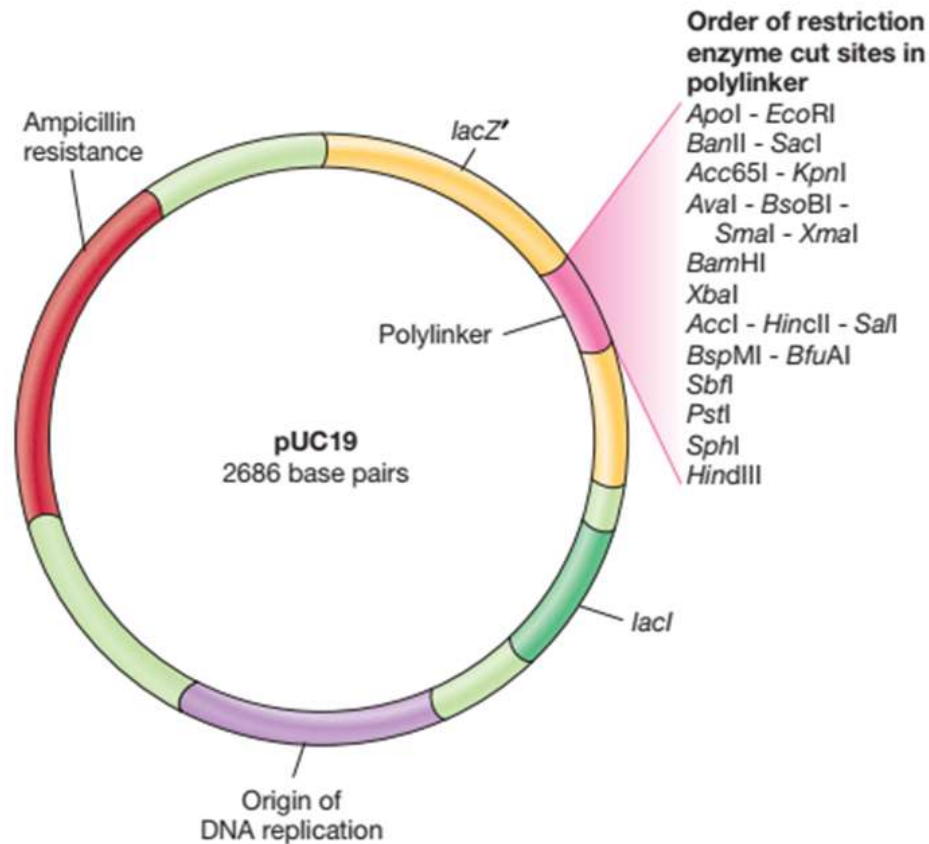 Order of restriction
enzyme cut sites in
polylinker
ApoI - EcoRI
BanII - SacI
Acc65I - KpnI
AvaI - BsoBI -
SmaI - XmaI
BamHI
XbaI
AccI - HincII - SalI
BspMI - BfuAI
SbfI
PstI
SphI
HindIII
Ampicillin
resistance
lacZ′
Polylinker
pUC19
2686 base pairs
lacI
Origin of
DNA replication